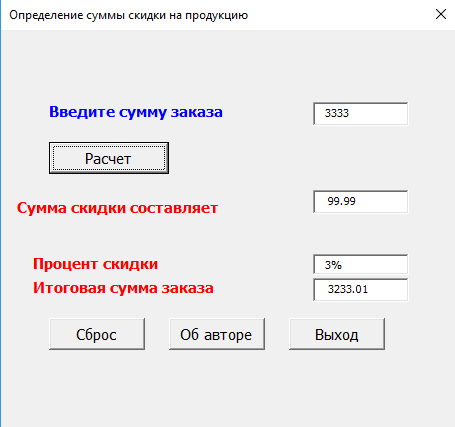 Определение суммы скидки на продукцию
Введите сумму заказа 3333
Расчет
Сумма скидки составляет 99.99
Процент скидки 3%
Итоговая сумма заказа 3233.01
Сброс Об авторе Выход